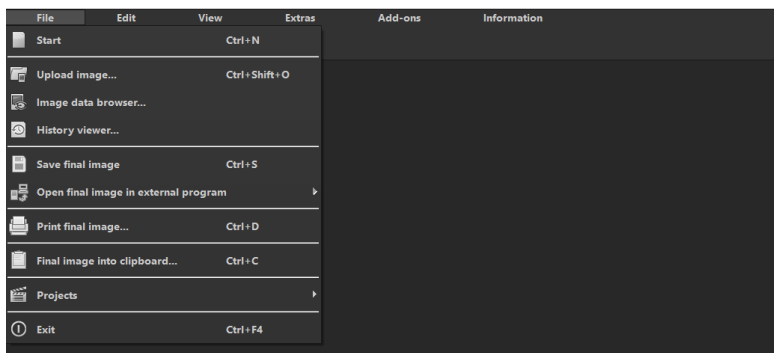 File Edit View Extras Add-ons Information
Start Ctrl+N
Upload image... Ctrl+Shift+O
Image data browser...
History viewer...
Save final image Ctrl+S
Open final image in external program
Print final image... Ctrl+D
Final image into clipboard... Ctrl+C
Projects
Exit Ctrl+F4